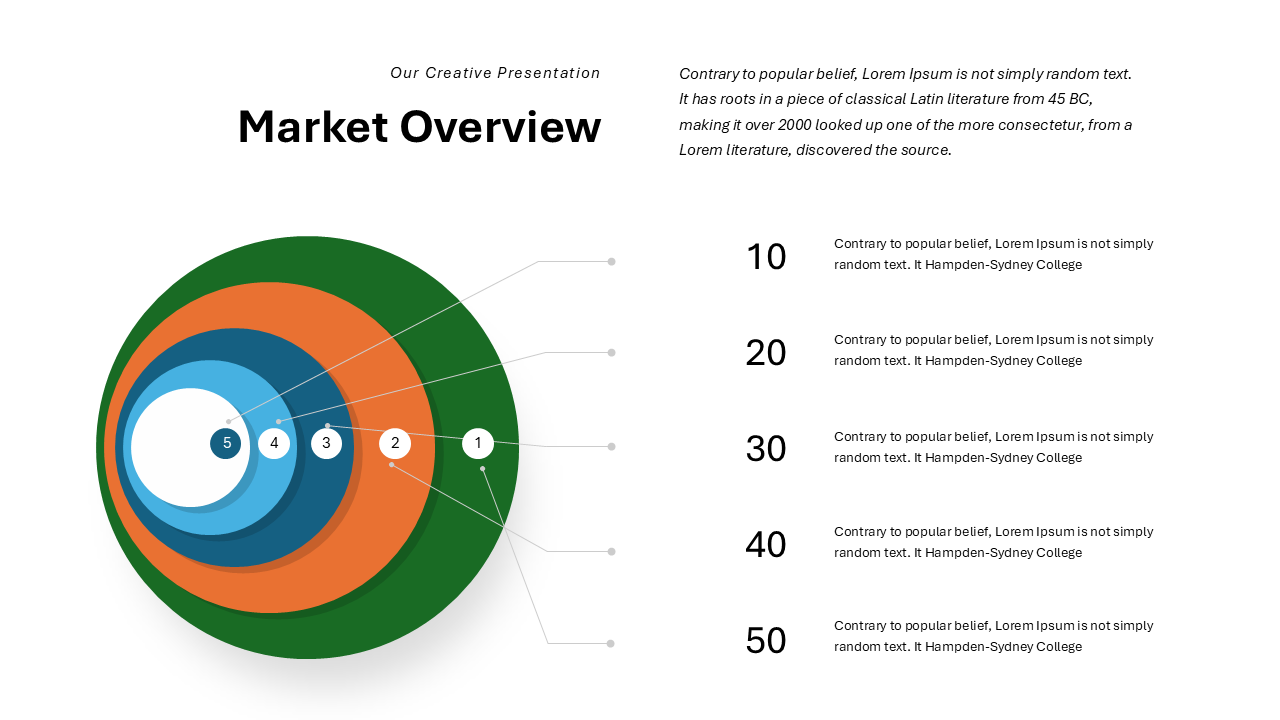 Our Creative Presentation
Market Overview
Contrary to popular belief, Lorem Ipsum is not simply random text.
It has roots in a piece of classical Latin literature from 45 BC,
making it over 2000 looked up one of the more consectetur, from a
Lorem literature, discovered the source.
5 4 3 2 1
10
Contrary to popular belief, Lorem Ipsum is not simply
random text. It Hampden-Sydney College
20
Contrary to popular belief, Lorem Ipsum is not simply
random text. It Hampden-Sydney College
30
Contrary to popular belief, Lorem Ipsum is not simply
random text. It Hampden-Sydney College
40
Contrary to popular belief, Lorem Ipsum is not simply
random text. It Hampden-Sydney College
50
Contrary to popular belief, Lorem Ipsum is not simply
random text. It Hampden-Sydney College